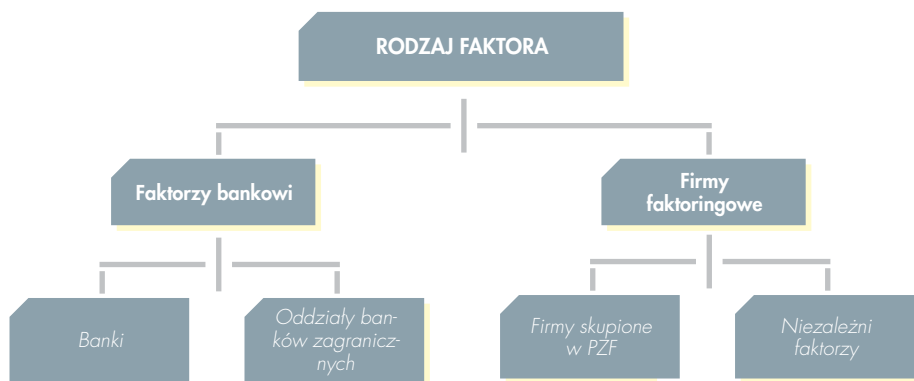 RODZAJ FAKTORA
Faktorzy bankowi
Firmy
faktoringowe
Banki
Oddziały ban-
ków zagranicz-
nych
Firmy skupione
w PZF
Niezależni
faktorzy